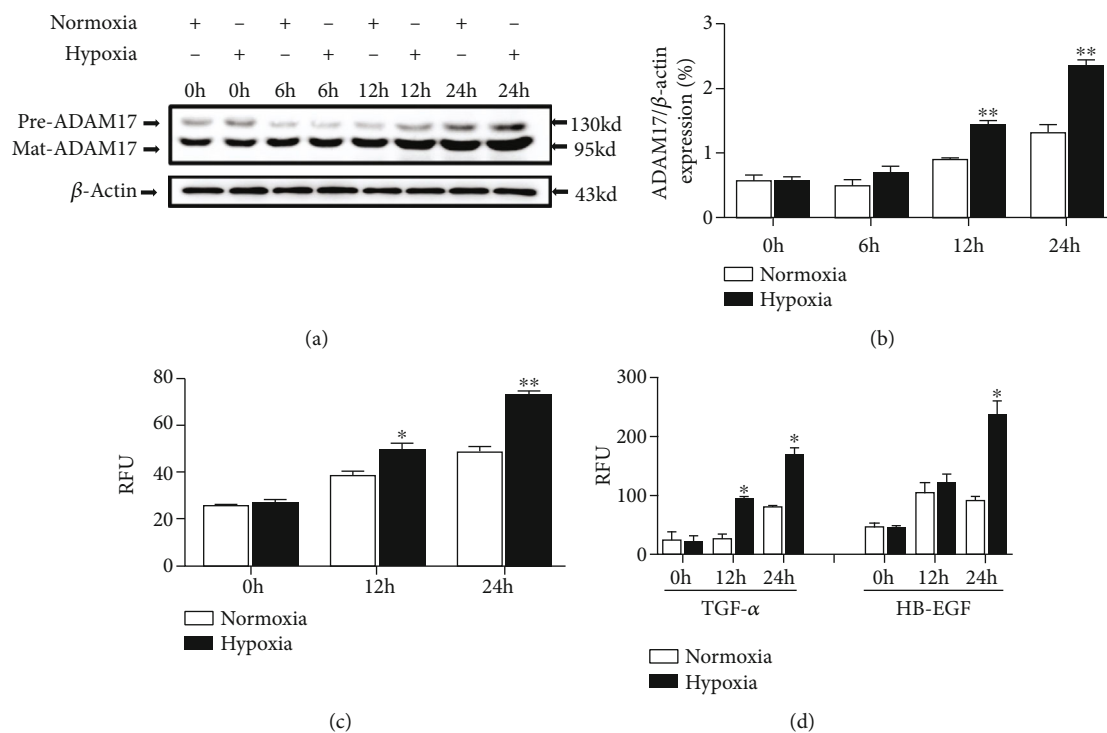 Normoxia + – + – + – + –
Hypoxia – + – + – + – +
0h 0h 6h 6h 12h 12h 24h 24h
Pre-ADAM17 130kd
Mat-ADAM17 95kd
β-Actin 43kd
(a)
ADAM17/β-actin
expression (%)
3
2
1
0
** **
0h 6h 12h 24h
Normoxia
Hypoxia
(b)
RFU
80
60
40
20
0
* **
0h 12h 24h
Normoxia
Hypoxia
(c)
RFU
300
200
100
0
* * *
0h 12h 24h 0h 12h 24h
TGF-α HB-EGF
Normoxia
Hypoxia
(d)